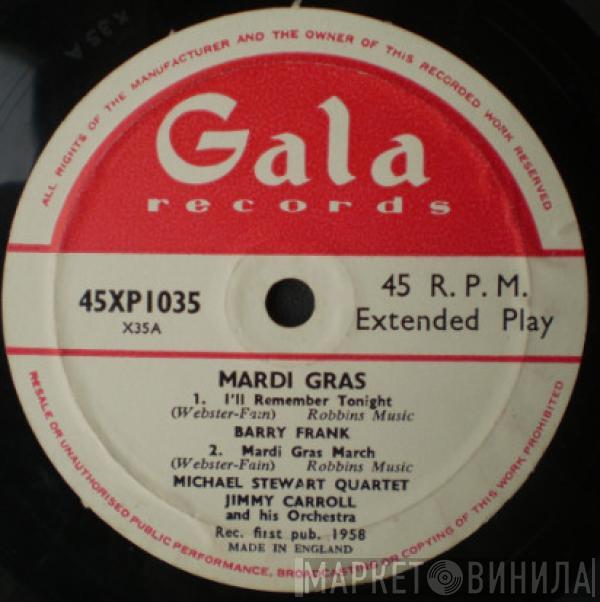 ALL RIGHTS OF THE MANUFACTURER AND THE OWNER OF THIS RECORDED WORK RESERVED
Gala
records
45XP1035
X35A
45 R.P.M.
Extended Play
MARDI GRAS
1. I'll Remember Tonight
(Webster-Fain) Robbins Music
BARRY FRANK
2. Mardi Gras March
(Webster-Fain) Robbins Music
MICHAEL STEWART QUARTET
JIMMY CARROLL
and his Orchestra
Rec. first pub. 1958
MADE IN ENGLAND
RESALE OR UNAUTHORISED PUBLIC PERFORMANCE, BROADCASTING OR COPYING OF THIS WORK PROHIBITED
X35A
МАРКЕТ ВИНИЛА